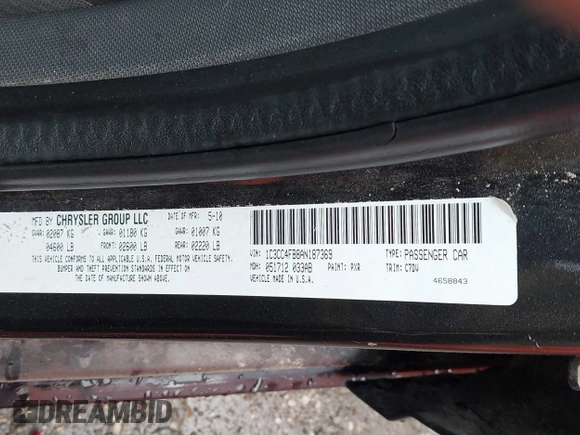 MFD BY CHRYSLER GROUP LLC DATE OF MFR: 5-10
GVWR: 02087 KG GAWR: 01180 KG GAWR: 01007 KG
04600 LB FRONT: 02600 LB REAR: 02220 LB
THIS VEHICLE CONFORMS TO ALL APPLICABLE U.S.A. FEDERAL MOTOR VEHICLE SAFETY,
BUMPER AND THEFT PREVENTION STANDARDS IN EFFECT ON
THE DATE OF MANUFACTURE SHOWN ABOVE.
VIN: 1C3CC4FB8AN187369 TYPE: PASSENGER CAR
MDH: 051712 033AB PAINT: PXR TRIM: C7DV
VEHICLE MADE IN U.S.A. 4658843
DREAMBID